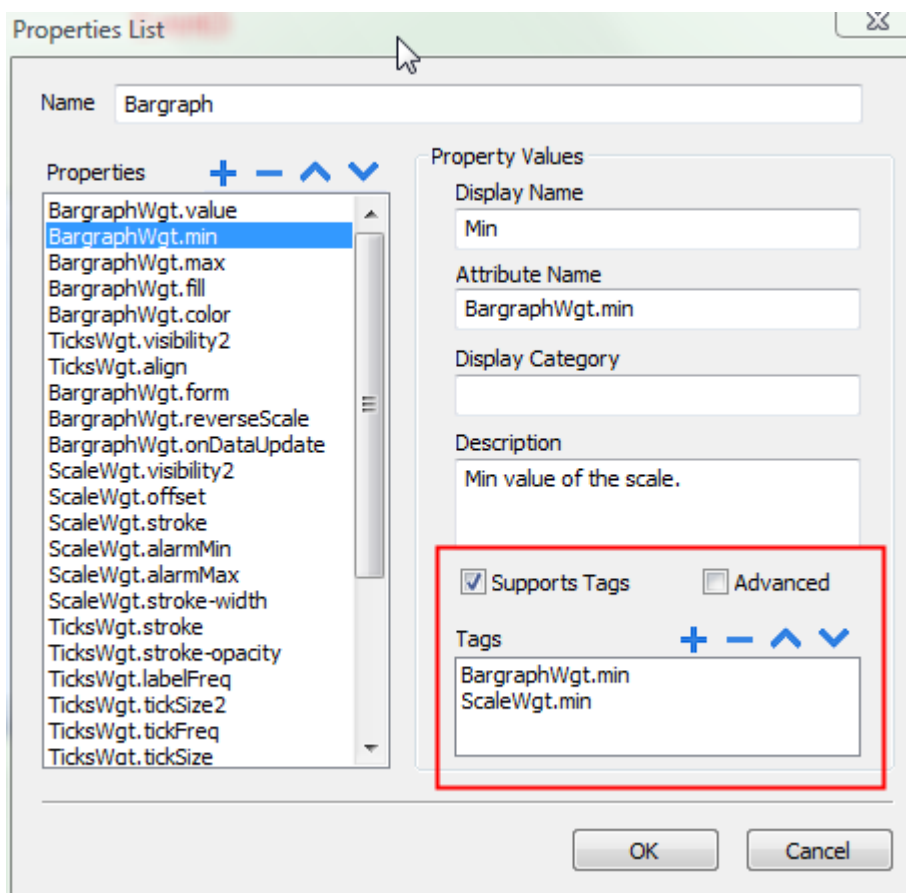 Properties List
Name
Bargraph
Properties
BargraphWgt.value
BargraphWgt.min
BargraphWgt.max
BargraphWgt.fill
BargraphWgt.color
TicksWgt.visibility2
TicksWgt.align
BargraphWgt.form
BargraphWgt.reverseScale
BargraphWgt.onDataUpdate
ScaleWgt.visibility2
ScaleWgt.offset
ScaleWgt.stroke
ScaleWgt.alarmMin
ScaleWgt.alarmMax
ScaleWgt.stroke-width
TicksWgt.stroke
TicksWgt.stroke-opacity
TicksWgt.labelFreq
TicksWgt.tickSize2
TicksWgt.tickFreq
TicksWgt.tickSize
Property Values
Display Name
Min
Attribute Name
BargraphWgt.min
Display Category
Description
Min value of the scale.
Supports Tags
Advanced
Tags
BargraphWgt.min
ScaleWgt.min
OK
Cancel